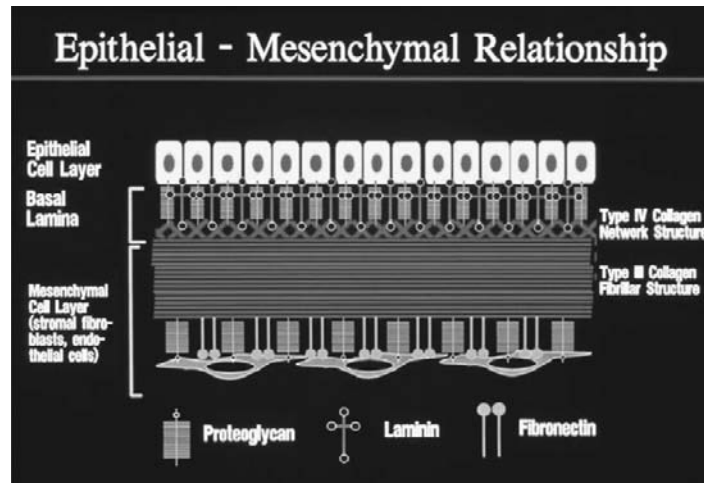 Epithelial - Mesenchymal Relationship
Epithelial
Cell Layer
Basal
Lamina
Type IV Collagen
Network Structure
Type III Collagen
Fibrillar Structure
Mesenchymal
Cell Layer
(stromal fibro-
blasts, endo-
thelial cells)
Proteoglycan
Laminin
Fibronectin